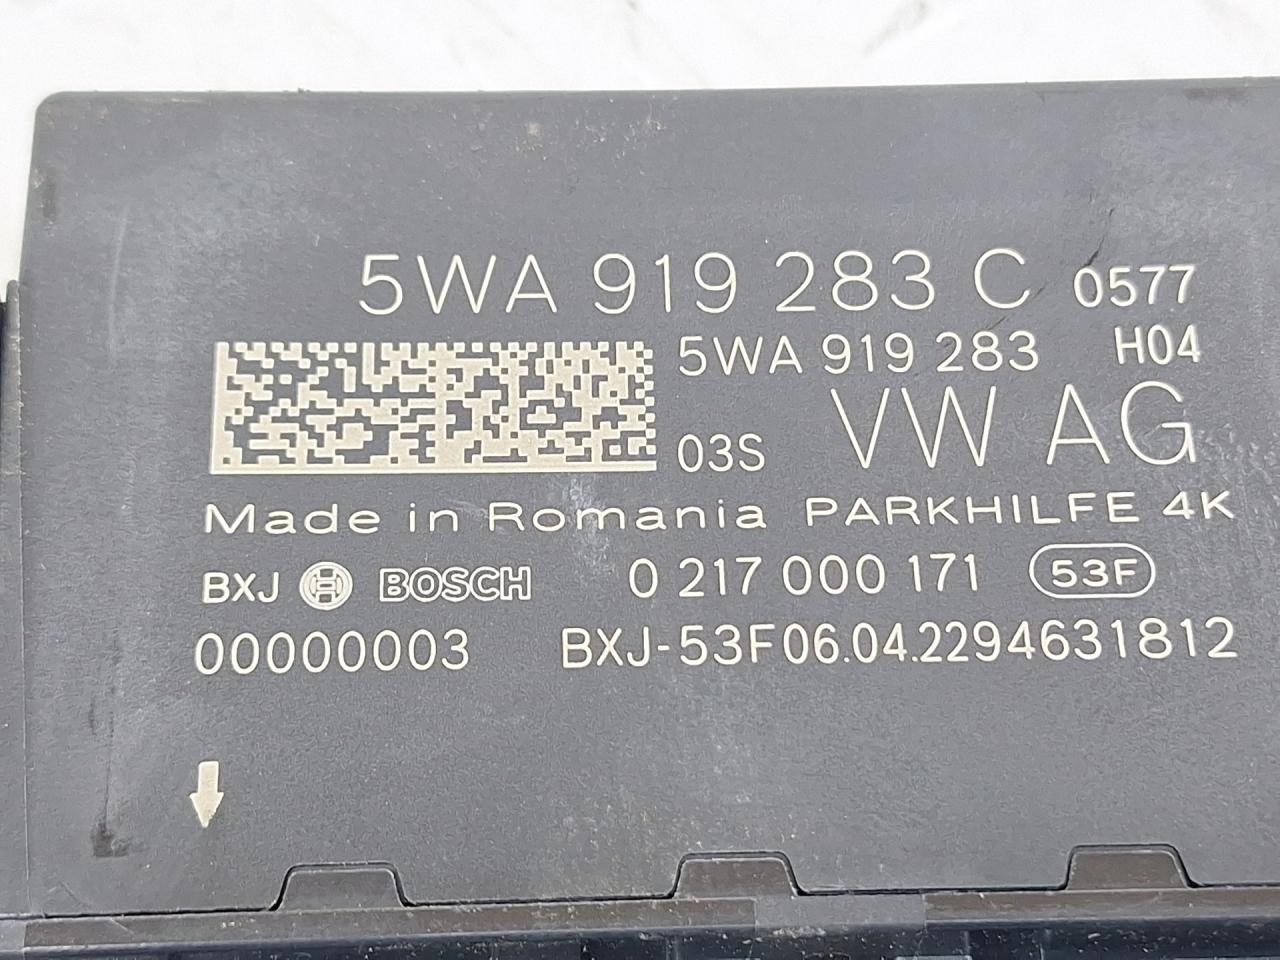 5WA 919 283 C 0577
5WA 919 283 H04
03S VW AG
Made in Romania PARKHILFE 4K
BXJ BOSCH 0 217 000 171 53F
00000003 BXJ-53F06.04.2294631812